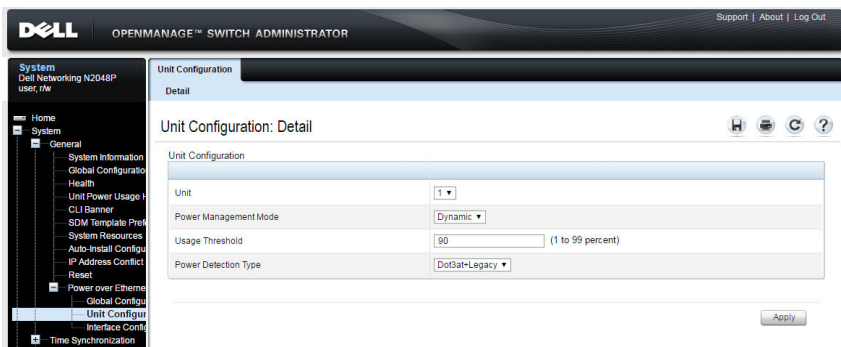 Support | About | Log Out
DELL
OPENMANAGE™ SWITCH ADMINISTRATOR
System
Dell Networking N2048P
user, r/w
Unit Configuration
Detail
Home
System
General
System Information
Global Configuratio
Health
Unit Power Usage H
CLI Banner
SDM Template Pref
System Resources
Auto-Install Configu
IP Address Conflict
Reset
Power over Etherne
Global Configu
Unit Configur
Interface Config
Time Synchronization
Unit Configuration: Detail
Unit Configuration
Unit 1
Power Management Mode Dynamic
Usage Threshold 90 (1 to 99 percent)
Power Detection Type Dot3at+Legacy
Apply